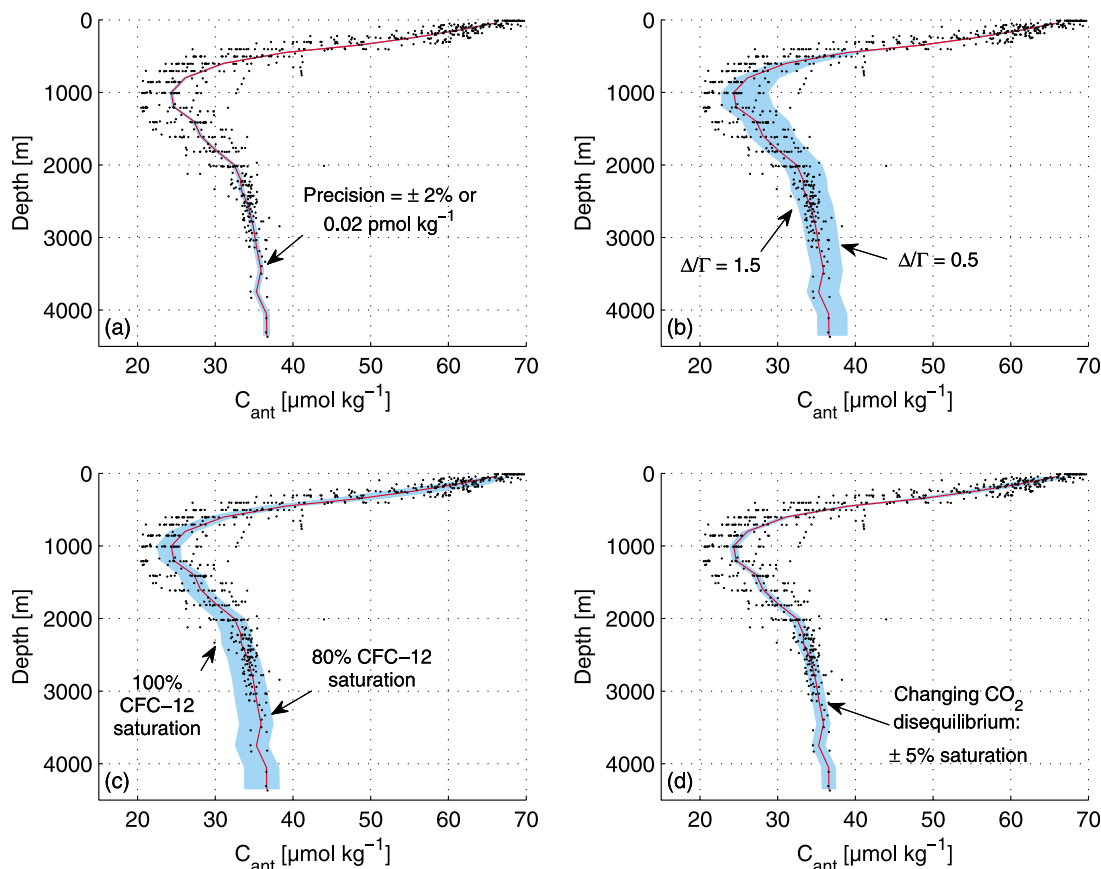 0
1000
2000
3000
4000
Depth [m]
Precision = ± 2% or
0.02 pmol kg⁻¹
(a)
20 30 40 50 60 70
C_ant [μmol kg⁻¹]
0
1000
2000
3000
4000
Depth [m]
Δ/Γ = 1.5
Δ/Γ = 0.5
(b)
20 30 40 50 60 70
C_ant [μmol kg⁻¹]
0
1000
2000
3000
4000
Depth [m]
100%
CFC−12
saturation
80% CFC−12
saturation
(c)
20 30 40 50 60 70
C_ant [μmol kg⁻¹]
0
1000
2000
3000
4000
Depth [m]
Changing CO₂
disequilibrium:
± 5% saturation
(d)
20 30 40 50 60 70
C_ant [μmol kg⁻¹]